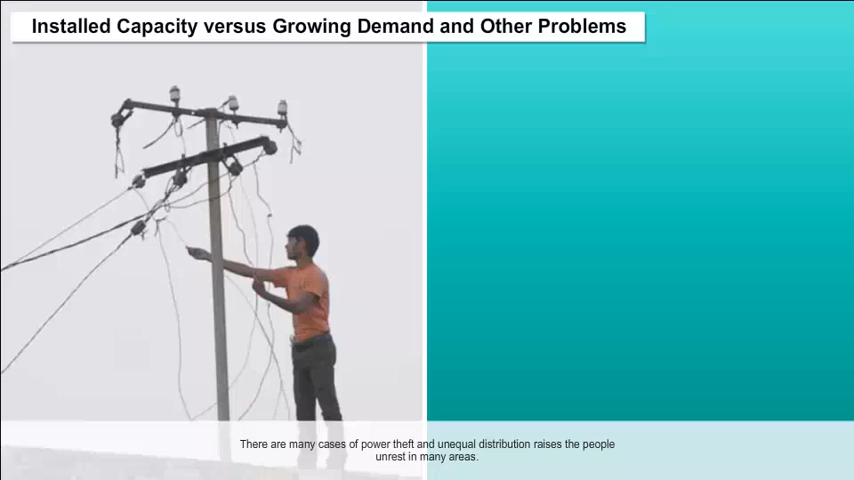 Installed Capacity versus Growing Demand and Other Problems
There are many cases of power theft and unequal distribution raises the people
unrest in many areas.